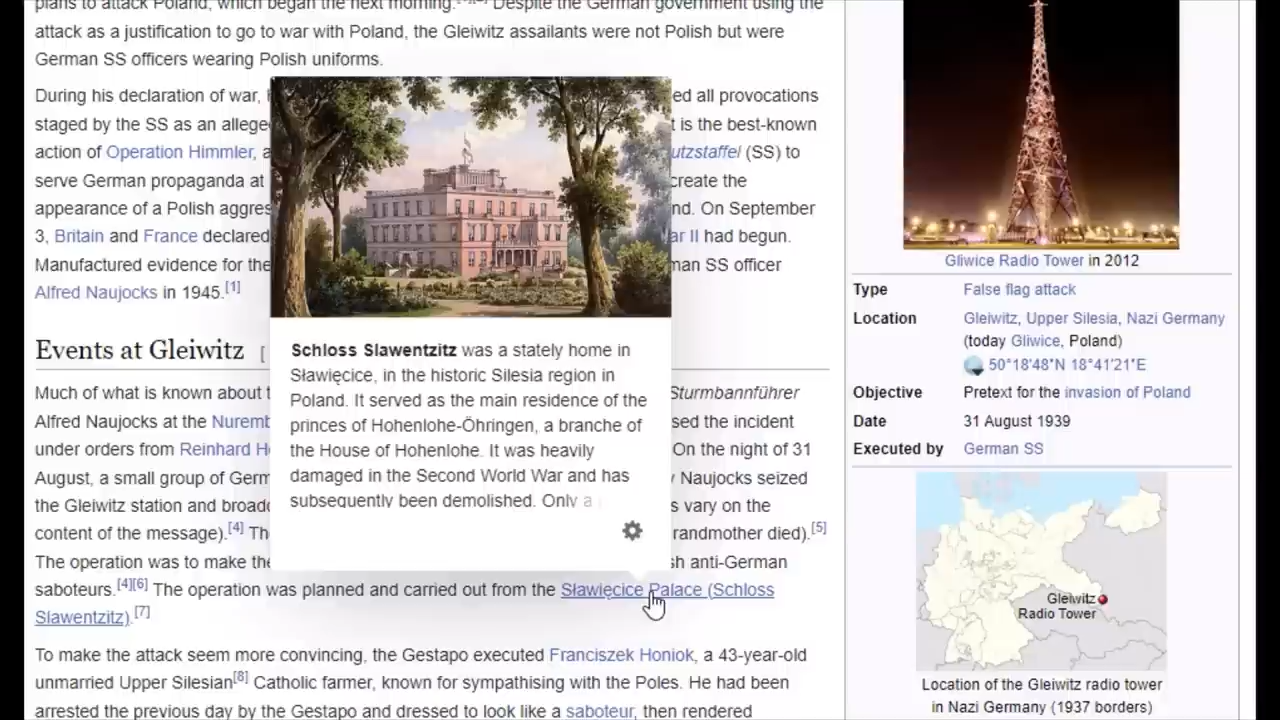 plans to attack Poland, which began the next morning. Despite the German government using the
attack as a justification to go to war with Poland, the Gleiwitz assailants were not Polish but were
German SS officers wearing Polish uniforms.
During his declaration of war, ed all provocations
staged by the SS as an allege t is the best-known
action of Operation Himmler, a utzstaffel (SS) to
serve German propaganda at create the
appearance of a Polish aggres nd. On September
3, Britain and France declared ar II had begun.
Manufactured evidence for the man SS officer
Alfred Naujocks in 1945.[1]
Events at Gleiwitz [
Much of what is known about t Sturmbannführer
Alfred Naujocks at the Nuremb sed the incident
under orders from Reinhard He On the night of 31
August, a small group of Germ y Naujocks seized
the Gleiwitz station and broadc s vary on the
content of the message).[4] Th randmother died).[5]
The operation was to make the sh anti-German
saboteurs.[4][6] The operation was planned and carried out from the Sławięcice Palace (Schloss
Slawentzitz).[7]
To make the attack seem more convincing, the Gestapo executed Franciszek Honiok, a 43-year-old
unmarried Upper Silesian[8] Catholic farmer, known for sympathising with the Poles. He had been
arrested the previous day by the Gestapo and dressed to look like a saboteur, then rendered
Schloss Slawentzitz was a stately home in
Sławięcice, in the historic Silesia region in
Poland. It served as the main residence of the
princes of Hohenlohe-Öhringen, a branche of
the House of Hohenlohe. It was heavily
damaged in the Second World War and has
subsequently been demolished. Only a
Gliwice Radio Tower in 2012
Type False flag attack
Location Gleiwitz, Upper Silesia, Nazi Germany
(today Gliwice, Poland)
50°18′48″N 18°41′21″E
Objective Pretext for the invasion of Poland
Date 31 August 1939
Executed by German SS
Gleiwitz
Radio Tower
Location of the Gleiwitz radio tower
in Nazi Germany (1937 borders)